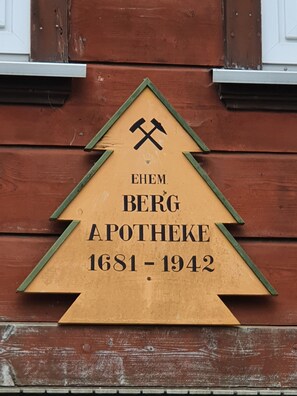 EHEM
BERG
APOTHEKE
1681 - 1942